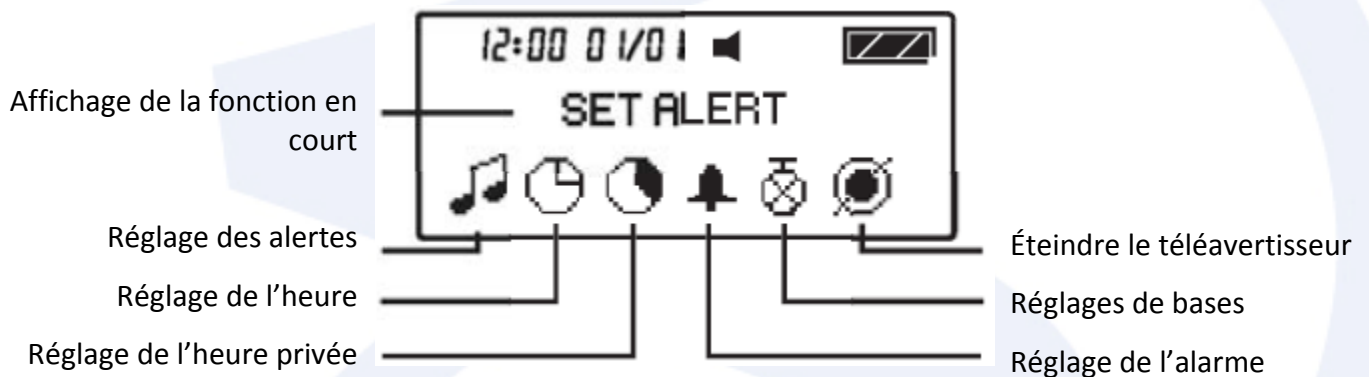 12:00 01/01
SET ALERT
Affichage de la fonction en
court
Réglage des alertes
Réglage de l’heure
Réglage de l’heure privée
Éteindre le téléavertisseur
Réglages de bases
Réglage de l’alarme